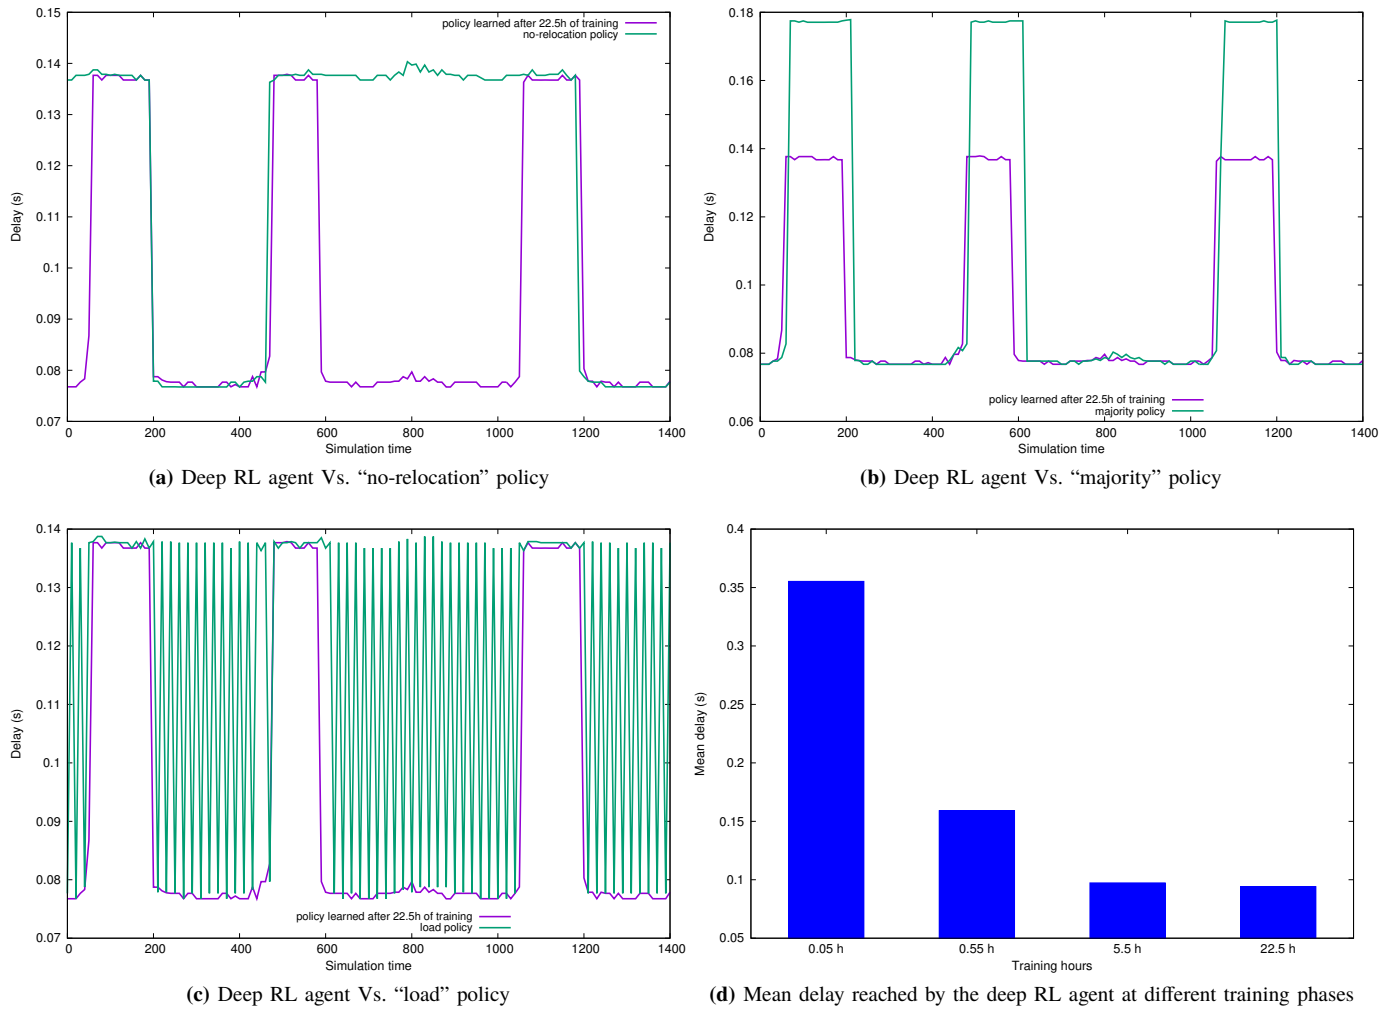 0.15
0.14
0.13
0.12
0.11
0.1
0.09
0.08
0.07
0 200 400 600 800 1000 1200 1400
Delay (s)
Simulation time
policy learned after 22.5h of training
no-relocation policy
(a) Deep RL agent Vs. “no-relocation” policy
0.18
0.16
0.14
0.12
0.1
0.08
0.06
0 200 400 600 800 1000 1200 1400
Delay (s)
Simulation time
policy learned after 22.5h of training
majority policy
(b) Deep RL agent Vs. “majority” policy
0.14
0.13
0.12
0.11
0.1
0.09
0.08
0.07
0 200 400 600 800 1000 1200 1400
Delay (s)
Simulation time
policy learned after 22.5h of training
load policy
(c) Deep RL agent Vs. “load” policy
0.4
0.35
0.3
0.25
0.2
0.15
0.1
0.05
0.05 h 0.55 h 5.5 h 22.5 h
Mean delay (s)
Training hours
(d) Mean delay reached by the deep RL agent at different training phases